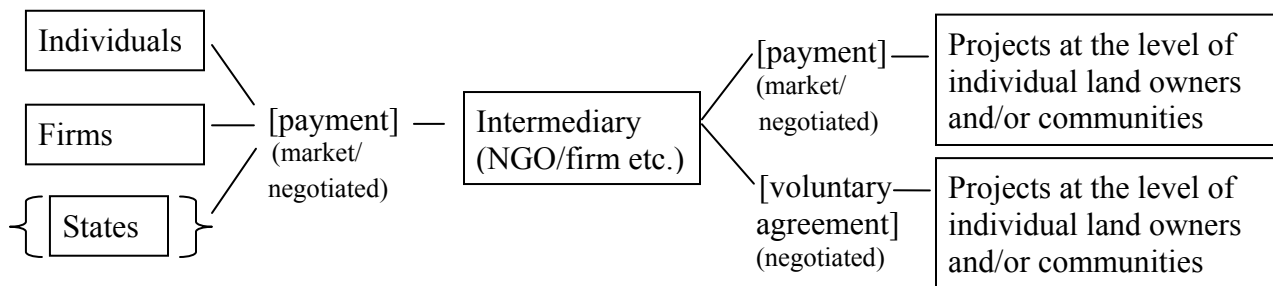 Individuals
Firms
{States}
[payment]
(market/
negotiated)
Intermediary
(NGO/firm etc.)
[payment]
(market/
negotiated)
Projects at the level of
individual land owners
and/or communities
[voluntary
agreement]
(negotiated)
Projects at the level of
individual land owners
and/or communities